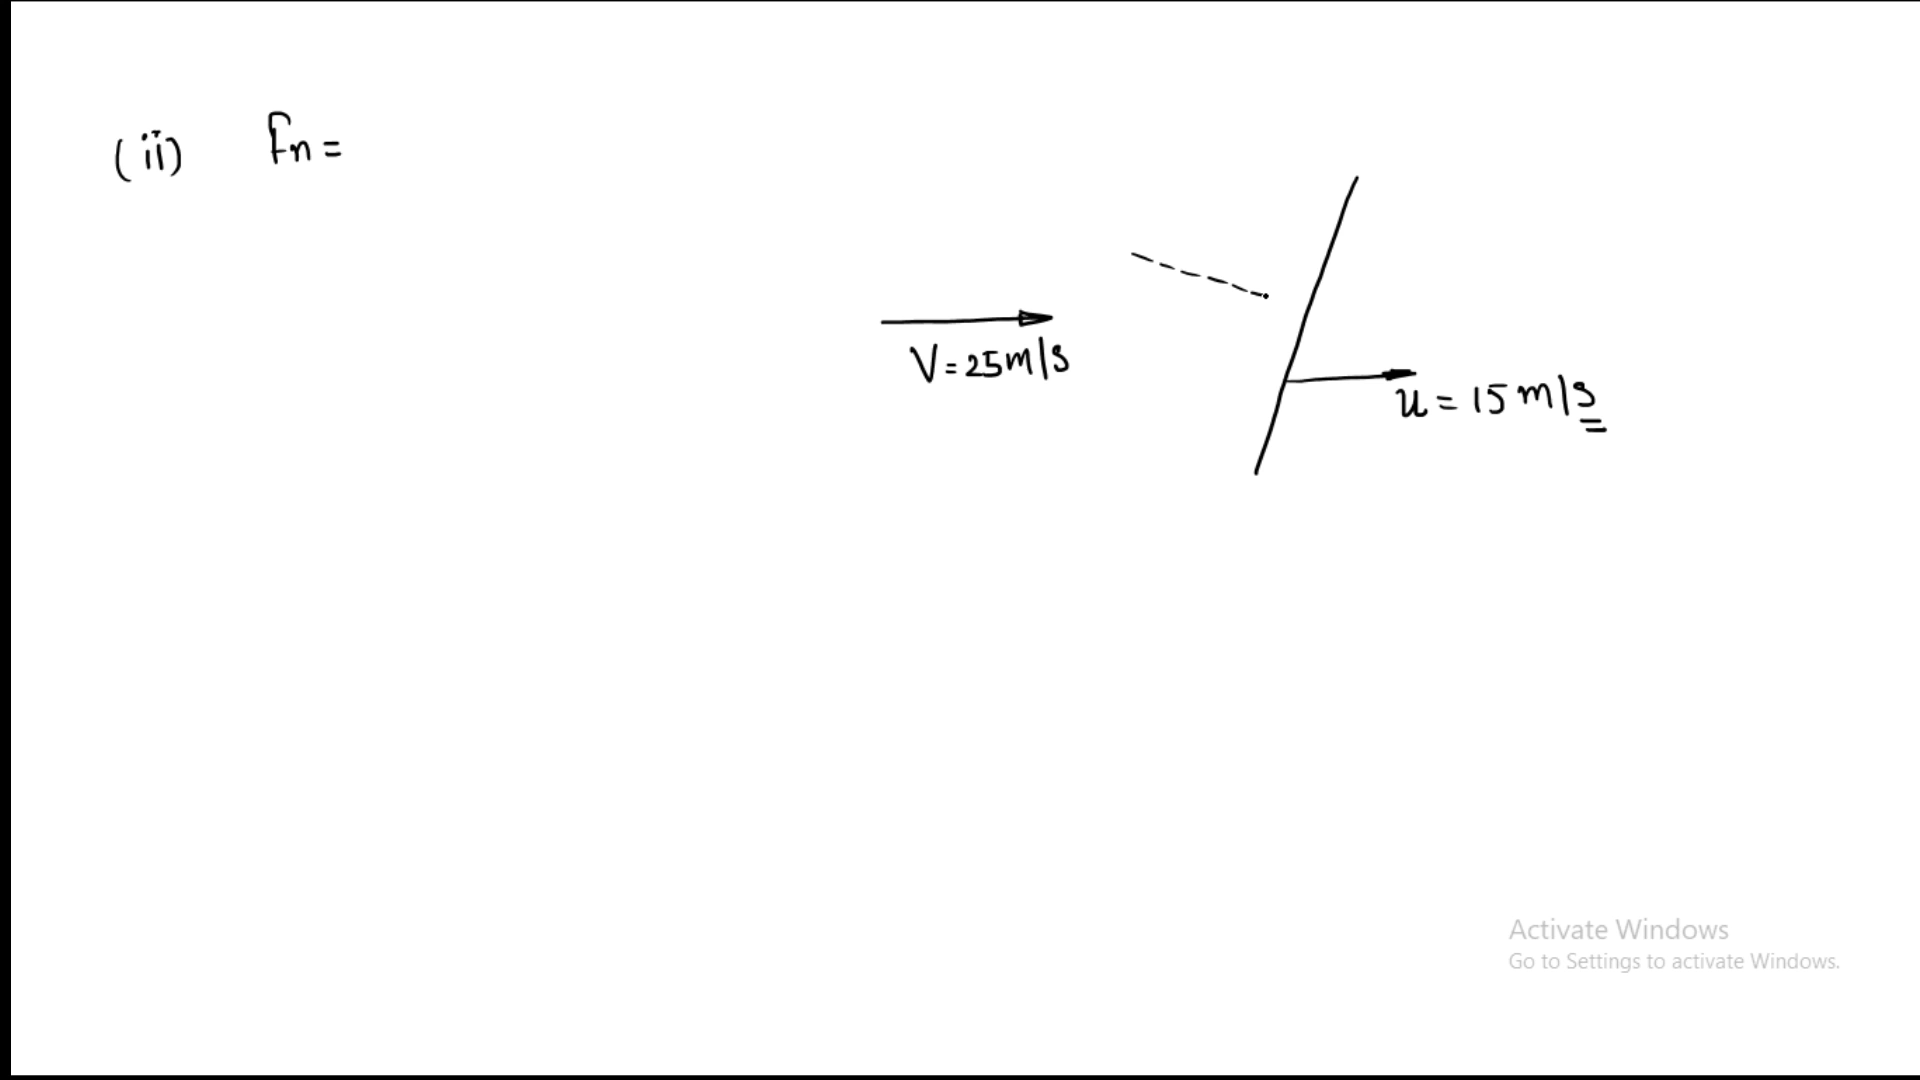 (ii) Fn =
V = 25 m/s
u = 15 m/s
Activate Windows
Go to Settings to activate Windows.